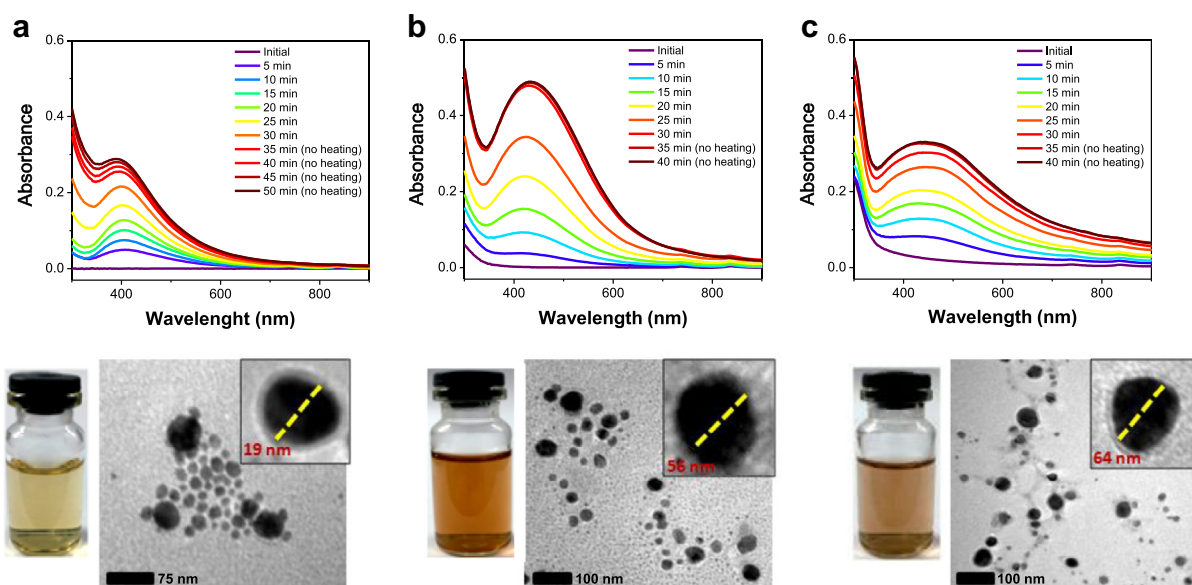 a
0.6
0.4
0.2
0.0
Absorbance
400
600
800
Wavelenght (nm)
Initial
5 min
10 min
15 min
20 min
25 min
30 min
35 min (no heating)
40 min (no heating)
45 min (no heating)
50 min (no heating)
b
0.6
0.4
0.2
0.0
Absorbance
400
600
800
Wavelength (nm)
Initial
5 min
10 min
15 min
20 min
25 min
30 min
35 min (no heating)
40 min (no heating)
c
0.6
0.4
0.2
0.0
Absorbance
400
600
800
Wavelength (nm)
Initial
5 min
10 min
15 min
20 min
25 min
30 min
35 min (no heating)
40 min (no heating)
19 nm
75 nm
56 nm
100 nm
64 nm
100 nm